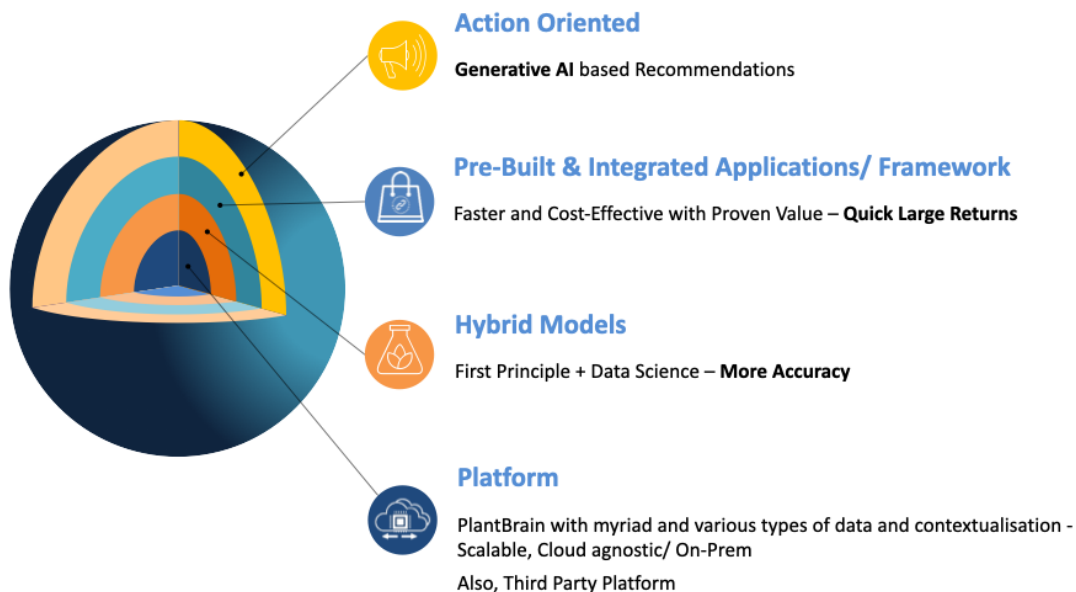 Action Oriented
Generative AI based Recommendations
Pre-Built & Integrated Applications/ Framework
Faster and Cost-Effective with Proven Value – Quick Large Returns
Hybrid Models
First Principle + Data Science – More Accuracy
Platform
PlantBrain with myriad and various types of data and contextualisation -
Scalable, Cloud agnostic/ On-Prem
Also, Third Party Platform